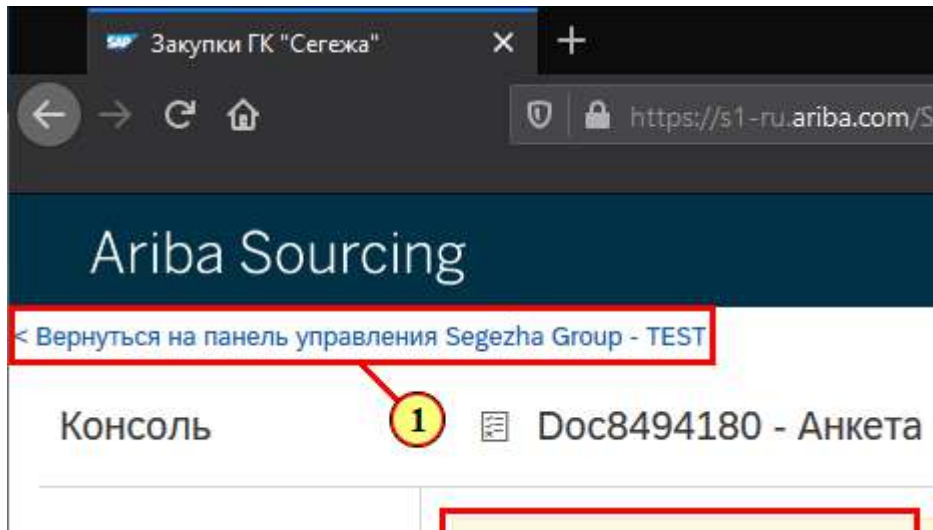 SAP Закупки ГК "Сегежа"
https://s1-ru.ariba.com/S
Ariba Sourcing
< Вернуться на панель управления Segezha Group - TEST
1
Консоль
Doc8494180 - Анкета